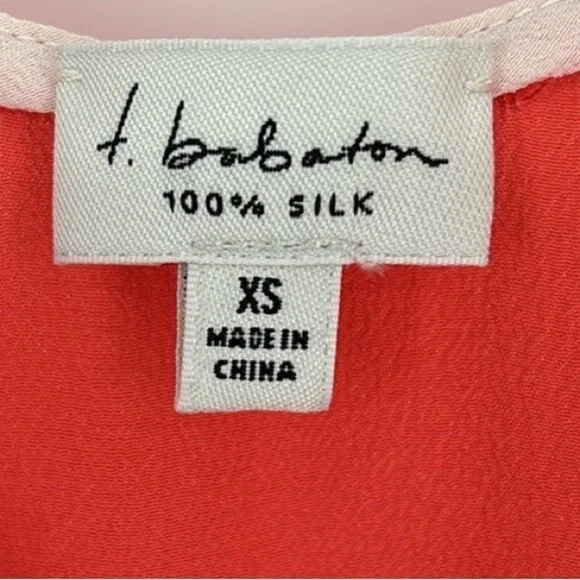 t. babaton
100% SILK
XS
MADE IN
CHINA